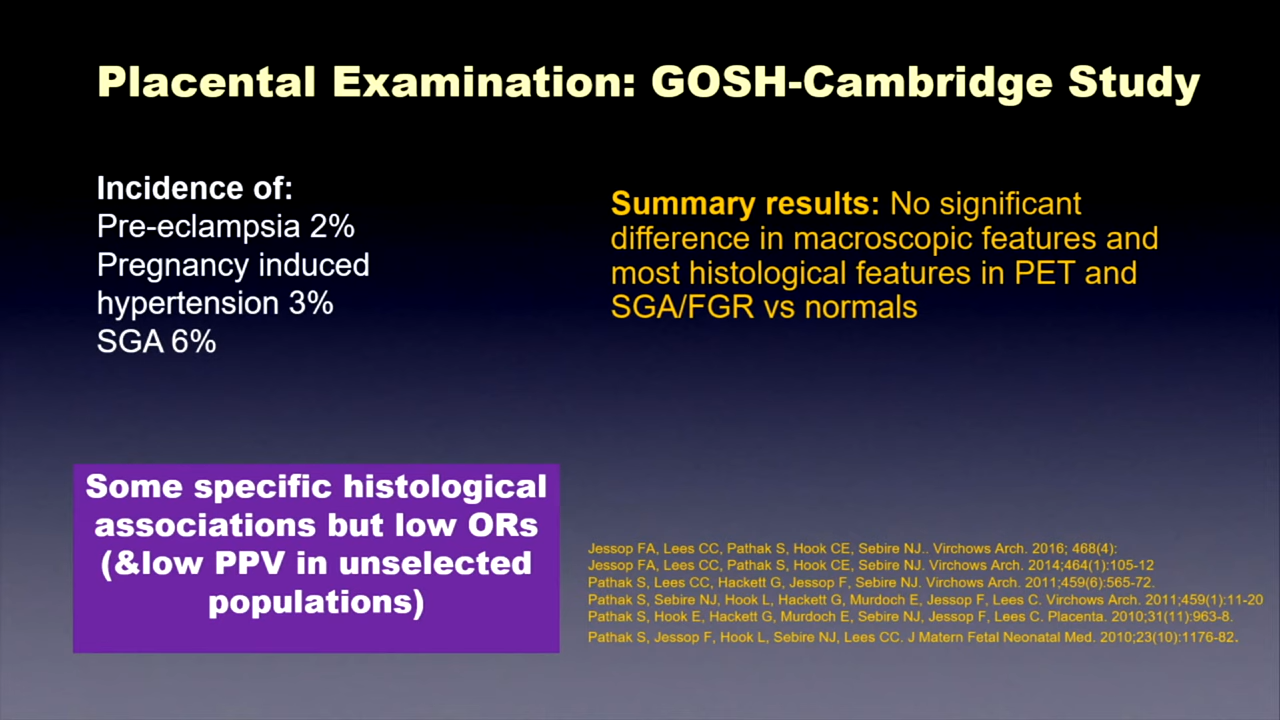 Placental Examination: GOSH-Cambridge Study
Incidence of:
Pre-eclampsia 2%
Pregnancy induced
hypertension 3%
SGA 6%
Summary results: No significant
difference in macroscopic features and
most histological features in PET and
SGA/FGR vs normals
Some specific histological
associations but low ORs
(&low PPV in unselected
populations)
Jessop FA, Lees CC, Pathak S, Hook CE, Sebire NJ.. Virchows Arch. 2016; 468(4):
Jessop FA, Lees CC, Pathak S, Hook CE, Sebire NJ. Virchows Arch. 2014;464(1):105-12
Pathak S, Lees CC, Hackett G, Jessop F, Sebire NJ. Virchows Arch. 2011;459(6):565-72.
Pathak S, Sebire NJ, Hook L, Hackett G, Murdoch E, Jessop F, Lees C. Virchows Arch. 2011;459(1):11-20
Pathak S, Hook E, Hackett G, Murdoch E, Sebire NJ, Jessop F, Lees C. Placenta. 2010;31(11):963-8.
Pathak S, Jessop F, Hook L, Sebire NJ, Lees CC. J Matern Fetal Neonatal Med. 2010;23(10):1176-82.